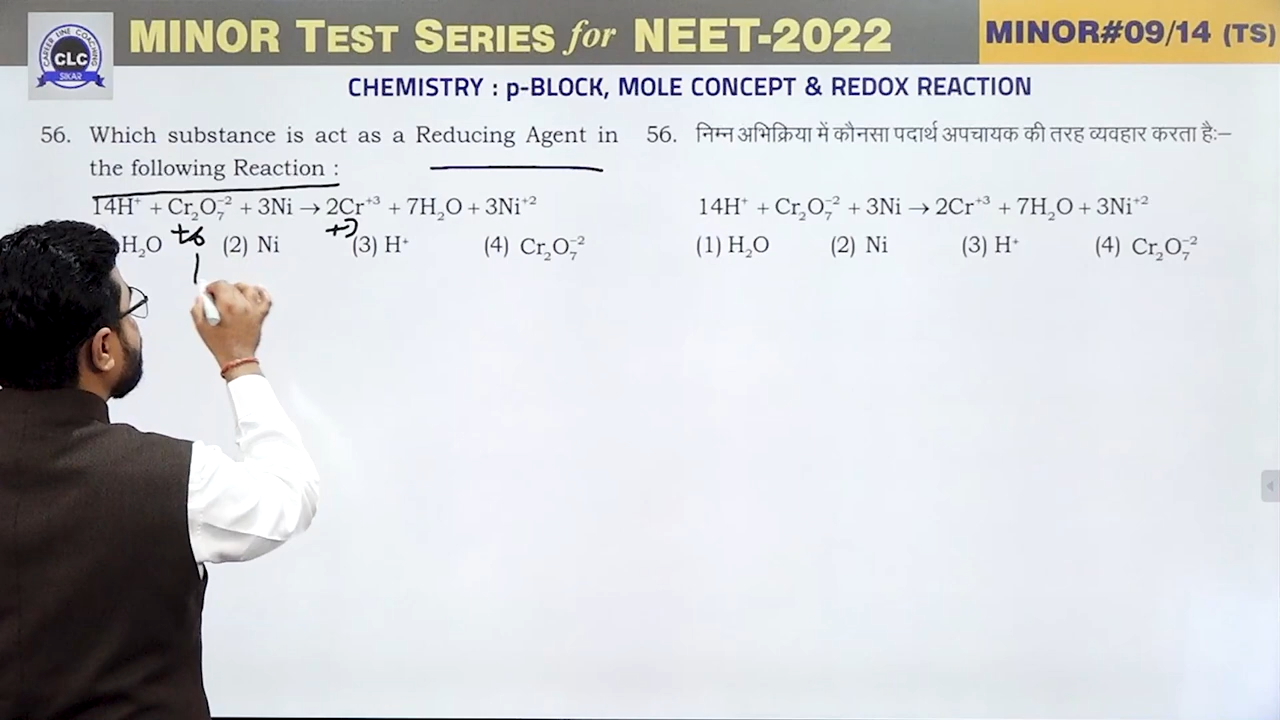 CAREER LINE COACHING
CLC
SIKAR
MINOR TEST SERIES for NEET-2022
MINOR#09/14 (TS)
CHEMISTRY : p-BLOCK, MOLE CONCEPT & REDOX REACTION
56. Which substance is act as a Reducing Agent in
the following Reaction :
14H⁺ + Cr₂O₇⁻² + 3Ni → 2Cr⁺³ + 7H₂O + 3Ni⁺²
+6
H₂O (2) Ni (3) H⁺ (4) Cr₂O₇⁻²
56. निम्न अभिक्रिया में कौनसा पदार्थ अपचायक की तरह व्यवहार करता है:–
14H⁺ + Cr₂O₇⁻² + 3Ni → 2Cr⁺³ + 7H₂O + 3Ni⁺²
(1) H₂O (2) Ni (3) H⁺ (4) Cr₂O₇⁻²